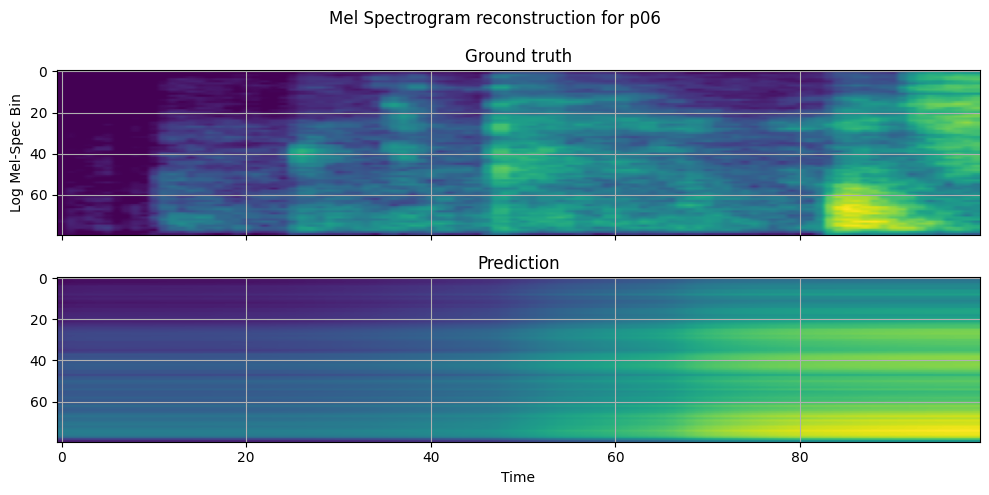 Mel Spectrogram reconstruction for p06
Ground truth
0
20
40
60
Log Mel-Spec Bin
Prediction
0
20
40
60
0 20 40 60 80
Time